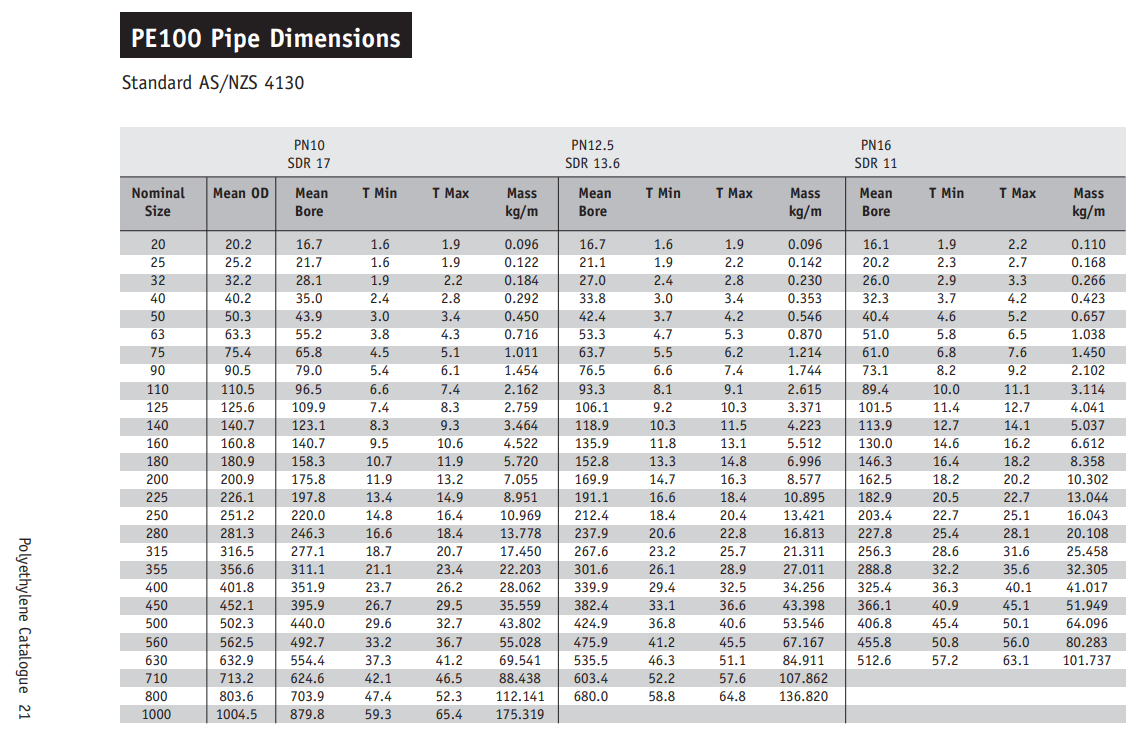 PE100 Pipe Dimensions
Standard AS/NZS 4130
PN10 PN12.5 PN16
SDR 17 SDR 13.6 SDR 11
Nominal Mean OD Mean T Min T Max Mass Mean T Min T Max Mass Mean T Min T Max Mass
Size Bore kg/m Bore kg/m Bore kg/m
20 20.2 16.7 1.6 1.9 0.096 16.7 1.6 1.9 0.096 16.1 1.9 2.2 0.110
25 25.2 21.7 1.6 1.9 0.122 21.1 1.9 2.2 0.142 20.2 2.3 2.7 0.168
32 32.2 28.1 1.9 2.2 0.184 27.0 2.4 2.8 0.230 26.0 2.9 3.3 0.266
40 40.2 35.0 2.4 2.8 0.292 33.8 3.0 3.4 0.353 32.3 3.7 4.2 0.423
50 50.3 43.9 3.0 3.4 0.450 42.4 3.7 4.2 0.546 40.4 4.6 5.2 0.657
63 63.3 55.2 3.8 4.3 0.716 53.3 4.7 5.3 0.870 51.0 5.8 6.5 1.038
75 75.4 65.8 4.5 5.1 1.011 63.7 5.5 6.2 1.214 61.0 6.8 7.6 1.450
90 90.5 79.0 5.4 6.1 1.454 76.5 6.6 7.4 1.744 73.1 8.2 9.2 2.102
110 110.5 96.5 6.6 7.4 2.162 93.3 8.1 9.1 2.615 89.4 10.0 11.1 3.114
125 125.6 109.9 7.4 8.3 2.759 106.1 9.2 10.3 3.371 101.5 11.4 12.7 4.041
140 140.7 123.1 8.3 9.3 3.464 118.9 10.3 11.5 4.223 113.9 12.7 14.1 5.037
160 160.8 140.7 9.5 10.6 4.522 135.9 11.8 13.1 5.512 130.0 14.6 16.2 6.612
180 180.9 158.3 10.7 11.9 5.720 152.8 13.3 14.8 6.996 146.3 16.4 18.2 8.358
200 200.9 175.8 11.9 13.2 7.055 169.9 14.7 16.3 8.577 162.5 18.2 20.2 10.302
225 226.1 197.8 13.4 14.9 8.951 191.1 16.6 18.4 10.895 182.9 20.5 22.7 13.044
250 251.2 220.0 14.8 16.4 10.969 212.4 18.4 20.4 13.421 203.4 22.7 25.1 16.043
280 281.3 246.3 16.6 18.4 13.778 237.9 20.6 22.8 16.813 227.8 25.4 28.1 20.108
315 316.5 277.1 18.7 20.7 17.450 267.6 23.2 25.7 21.311 256.3 28.6 31.6 25.458
355 356.6 311.1 21.1 23.4 22.203 301.6 26.1 28.9 27.011 288.8 32.2 35.6 32.305
400 401.8 351.9 23.7 26.2 28.062 339.9 29.4 32.5 34.256 325.4 36.3 40.1 41.017
450 452.1 395.9 26.7 29.5 35.559 382.4 33.1 36.6 43.398 366.1 40.9 45.1 51.949
500 502.3 440.0 29.6 32.7 43.802 424.9 36.8 40.6 53.546 406.8 45.4 50.1 64.096
560 562.5 492.7 33.2 36.7 55.028 475.9 41.2 45.5 67.167 455.8 50.8 56.0 80.283
630 632.9 554.4 37.3 41.2 69.541 535.5 46.3 51.1 84.911 512.6 57.2 63.1 101.737
710 713.2 624.6 42.1 46.5 88.438 603.4 52.2 57.6 107.862
800 803.6 703.9 47.4 52.3 112.141 680.0 58.8 64.8 136.820
1000 1004.5 879.8 59.3 65.4 175.319
Polyethylene Catalogue 21